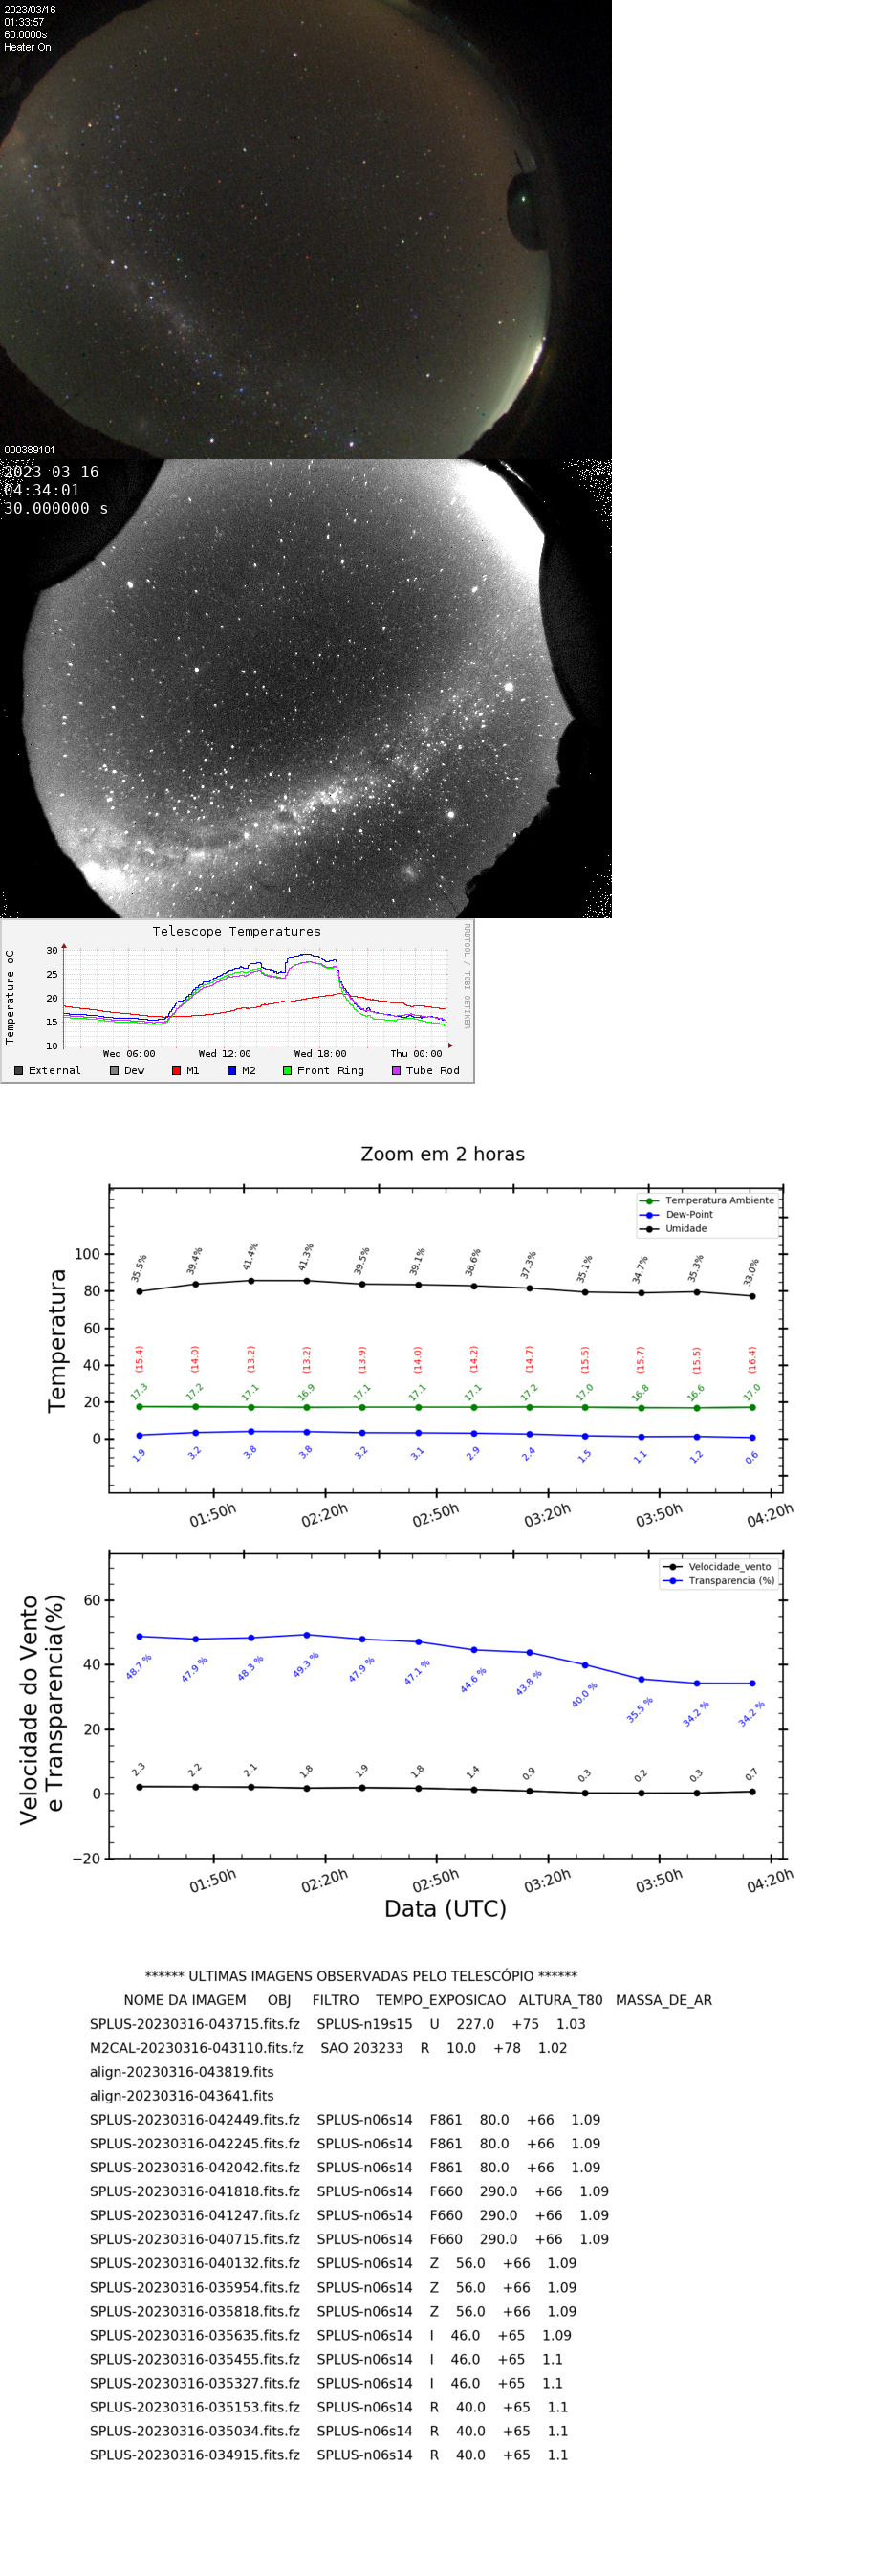 2023/03/16
01:33:57
60.0000s
Heater On
000389101
2023-03-16
04:34:01
30.000000 s
Telescope Temperatures
RRDTOOL / TOBI OETIKER
Temperature oC
30
25
20
15
10
Wed 06:00 Wed 12:00 Wed 18:00 Thu 00:00
External Dew M1 M2 Front Ring Tube Rod
Zoom em 2 horas
Temperatura Ambiente
Dew-Point
Umidade
Temperatura
100
80
60
40
20
0
35.5% 39.4% 41.4% 41.3% 39.5% 39.1% 38.6% 37.3% 35.1% 34.7% 35.3% 33.0%
(15.4) (14.0) (13.2) (13.2) (13.9) (14.0) (14.2) (14.7) (15.5) (15.7) (15.5) (16.4)
17.3 17.2 17.1 16.9 17.1 17.1 17.1 17.2 17.0 16.8 16.6 17.0
1.9 3.2 3.8 3.8 3.2 3.1 2.9 2.4 1.5 1.1 1.2 0.6
01:50h 02:20h 02:50h 03:20h 03:50h 04:20h
Velocidade_vento
Transparencia (%)
Velocidade do Vento
e Transparencia(%)
60
40
20
0
−20
48.7 % 47.9 % 48.3 % 49.3 % 47.9 % 47.1 % 44.6 % 43.8 % 40.0 % 35.5 % 34.2 % 34.2 %
2.3 2.2 2.1 1.8 1.9 1.8 1.4 0.9 0.3 0.2 0.3 0.7
01:50h 02:20h 02:50h 03:20h 03:50h 04:20h
Data (UTC)
****** ULTIMAS IMAGENS OBSERVADAS PELO TELESCÓPIO ******
NOME DA IMAGEM OBJ FILTRO TEMPO_EXPOSICAO ALTURA_T80 MASSA_DE_AR
SPLUS-20230316-043715.fits.fz SPLUS-n19s15 U 227.0 +75 1.03
M2CAL-20230316-043110.fits.fz SAO 203233 R 10.0 +78 1.02
align-20230316-043819.fits
align-20230316-043641.fits
SPLUS-20230316-042449.fits.fz SPLUS-n06s14 F861 80.0 +66 1.09
SPLUS-20230316-042245.fits.fz SPLUS-n06s14 F861 80.0 +66 1.09
SPLUS-20230316-042042.fits.fz SPLUS-n06s14 F861 80.0 +66 1.09
SPLUS-20230316-041818.fits.fz SPLUS-n06s14 F660 290.0 +66 1.09
SPLUS-20230316-041247.fits.fz SPLUS-n06s14 F660 290.0 +66 1.09
SPLUS-20230316-040715.fits.fz SPLUS-n06s14 F660 290.0 +66 1.09
SPLUS-20230316-040132.fits.fz SPLUS-n06s14 Z 56.0 +66 1.09
SPLUS-20230316-035954.fits.fz SPLUS-n06s14 Z 56.0 +66 1.09
SPLUS-20230316-035818.fits.fz SPLUS-n06s14 Z 56.0 +66 1.09
SPLUS-20230316-035635.fits.fz SPLUS-n06s14 I 46.0 +65 1.09
SPLUS-20230316-035455.fits.fz SPLUS-n06s14 I 46.0 +65 1.1
SPLUS-20230316-035327.fits.fz SPLUS-n06s14 I 46.0 +65 1.1
SPLUS-20230316-035153.fits.fz SPLUS-n06s14 R 40.0 +65 1.1
SPLUS-20230316-035034.fits.fz SPLUS-n06s14 R 40.0 +65 1.1
SPLUS-20230316-034915.fits.fz SPLUS-n06s14 R 40.0 +65 1.1